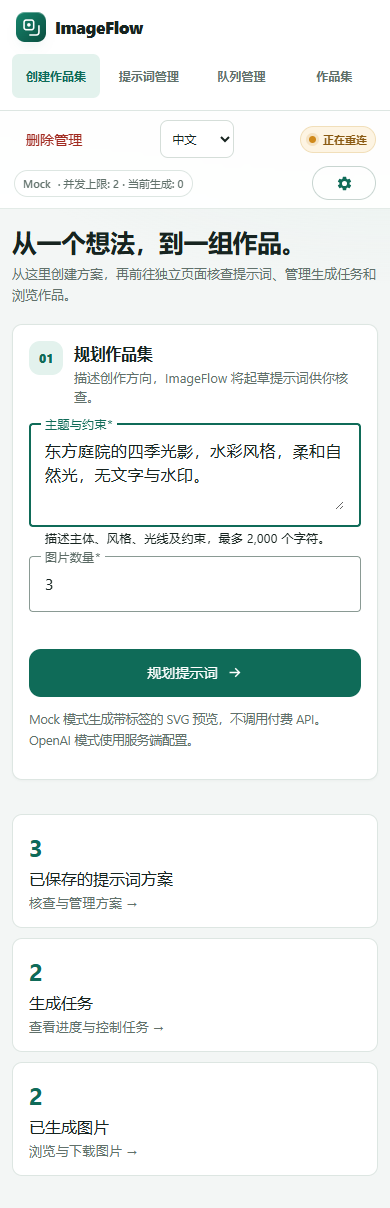 ImageFlow
创建作品集
提示词管理
队列管理
作品集
删除管理
中文
正在重连
Mock · 并发上限: 2 · 当前生成: 0
从一个想法，到一组作品。
从这里创建方案，再前往独立页面核查提示词、管理生成任务和
浏览作品。
01
规划作品集
描述创作方向，ImageFlow 将起草提示词供你核
查。
主题与约束*
东方庭院的四季光影，水彩风格，柔和自
然光，无文字与水印。
描述主体、风格、光线及约束，最多 2,000 个字符。
图片数量*
3
规划提示词 →
Mock 模式生成带标签的 SVG 预览，不调用付费 API。
OpenAI 模式使用服务端配置。
3
已保存的提示词方案
核查与管理方案 →
2
生成任务
查看进度与控制任务 →
2
已生成图片
浏览与下载图片 →